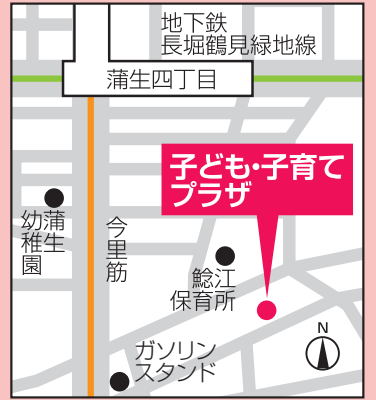 地下鉄
長堀鶴見緑地線
蒲生四丁目
子ども・子育て
プラザ
蒲生
幼稚園
今里筋
鯰江
保育所
ガソリン
スタンド
N